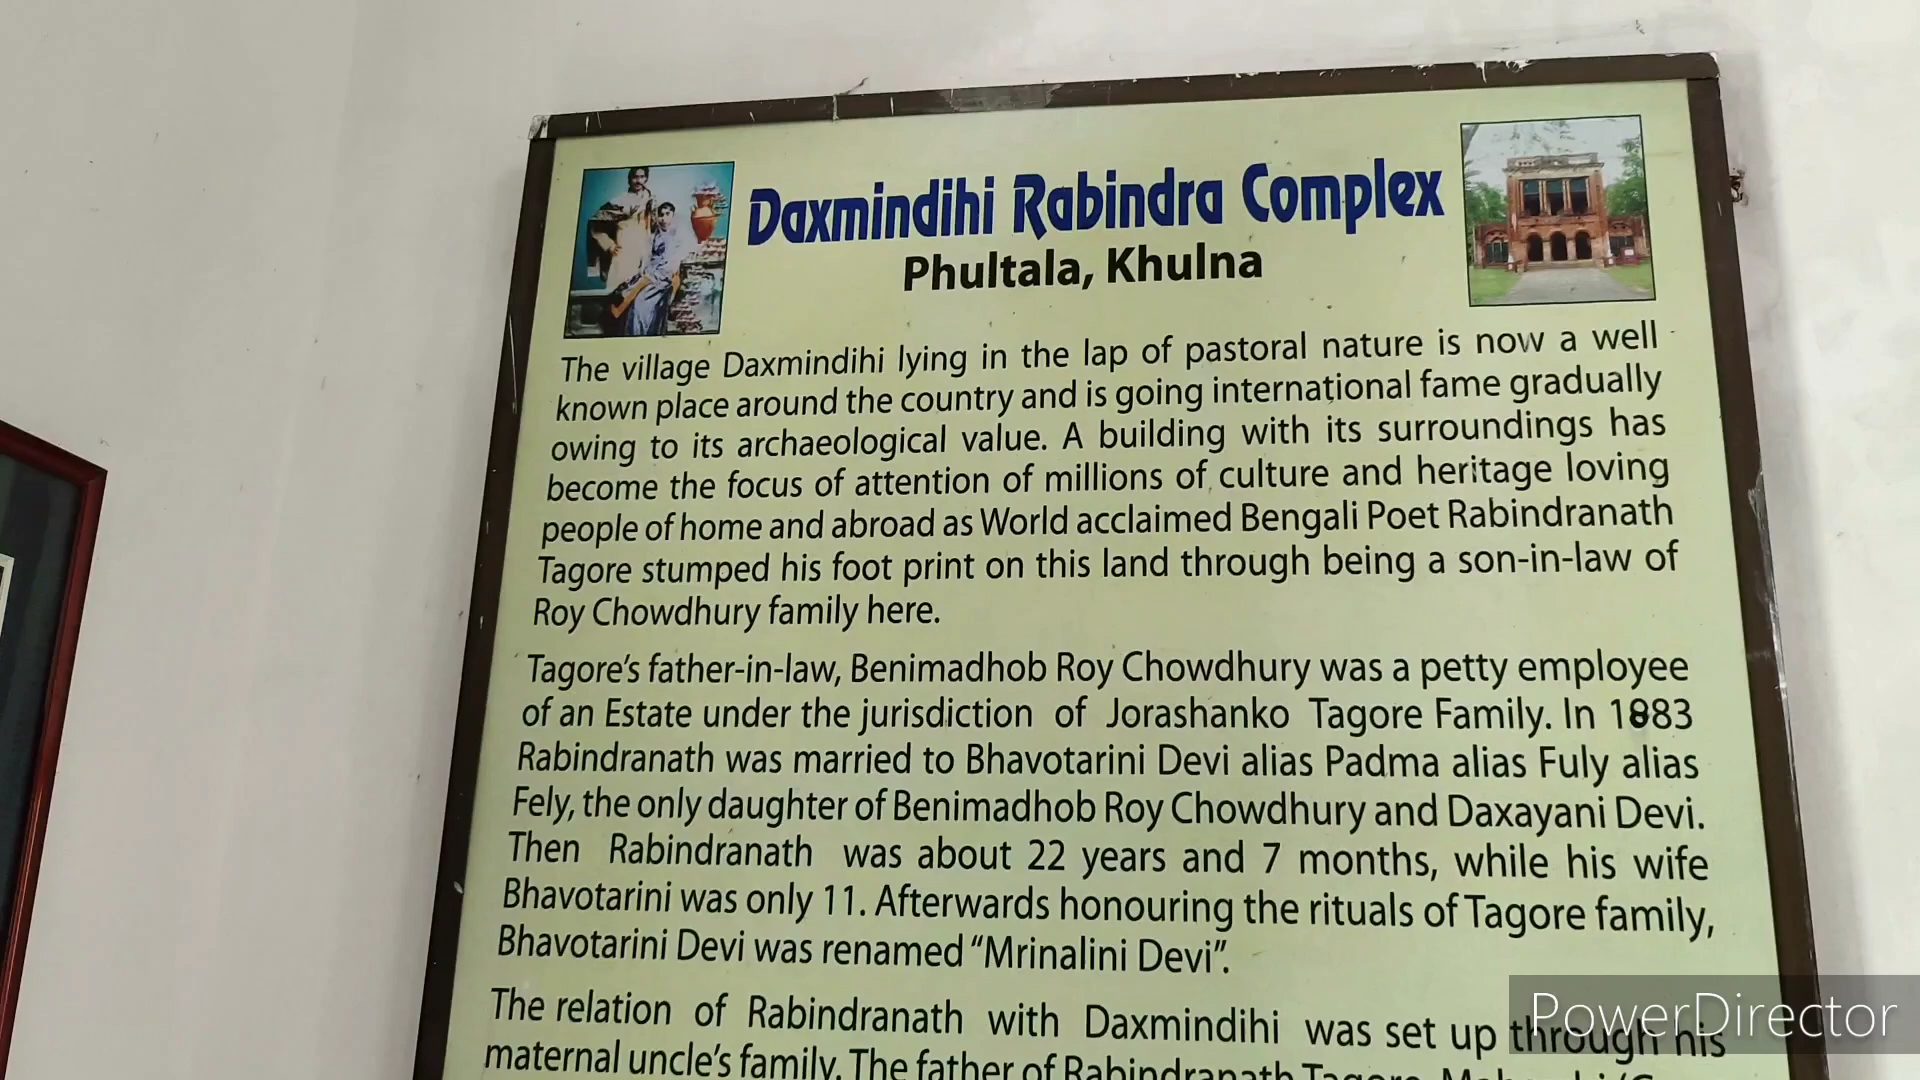 Daxmindihi Rabindra Complex
Phultala, Khulna
The village Daxmindihi lying in the lap of pastoral nature is now a well
known place around the country and is going international fame gradually
owing to its archaeological value. A building with its surroundings has
become the focus of attention of millions of culture and heritage loving
people of home and abroad as World acclaimed Bengali Poet Rabindranath
Tagore stumped his foot print on this land through being a son-in-law of
Roy Chowdhury family here.
Tagore's father-in-law, Benimadhob Roy Chowdhury was a petty employee
of an Estate under the jurisdiction of Jorashanko Tagore Family. In 1883
Rabindranath was married to Bhavotarini Devi alias Padma alias Fuly alias
Fely, the only daughter of Benimadhob Roy Chowdhury and Daxayani Devi.
Then Rabindranath was about 22 years and 7 months, while his wife
Bhavotarini was only 11. Afterwards honouring the rituals of Tagore family,
Bhavotarini Devi was renamed "Mrinalini Devi".
The relation of Rabindranath with Daxmindihi was set up through his
maternal uncle's family. The father of Rabindranath Tagore
PowerDirector